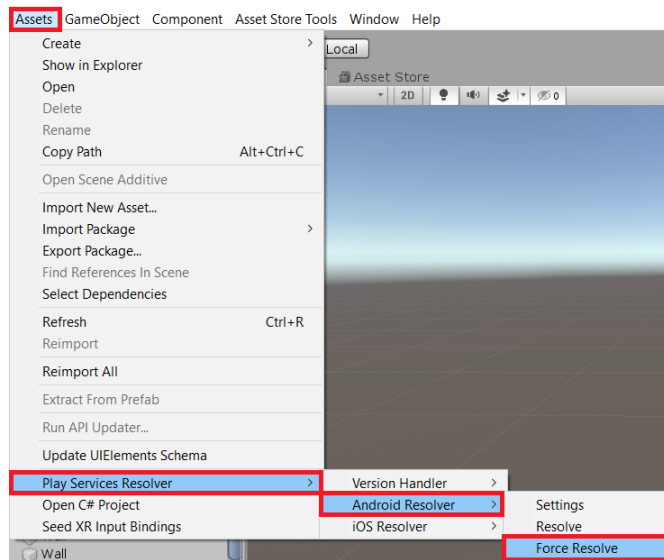 Assets GameObject Component Asset Store Tools Window Help
Create >
Local
Show in Explorer
Asset Store
Open
2D 0
Delete
Rename
Copy Path Alt+Ctrl+C
Open Scene Additive
Import New Asset...
Import Package >
Export Package...
Find References In Scene
Select Dependencies
Refresh Ctrl+R
Reimport
Reimport All
Extract From Prefab
Run API Updater...
Update UIElements Schema
Play Services Resolver >
Version Handler >
Open C# Project
Android Resolver >
Settings
Seed XR Input Bindings
iOS Resolver >
Resolve
Force Resolve
Wall